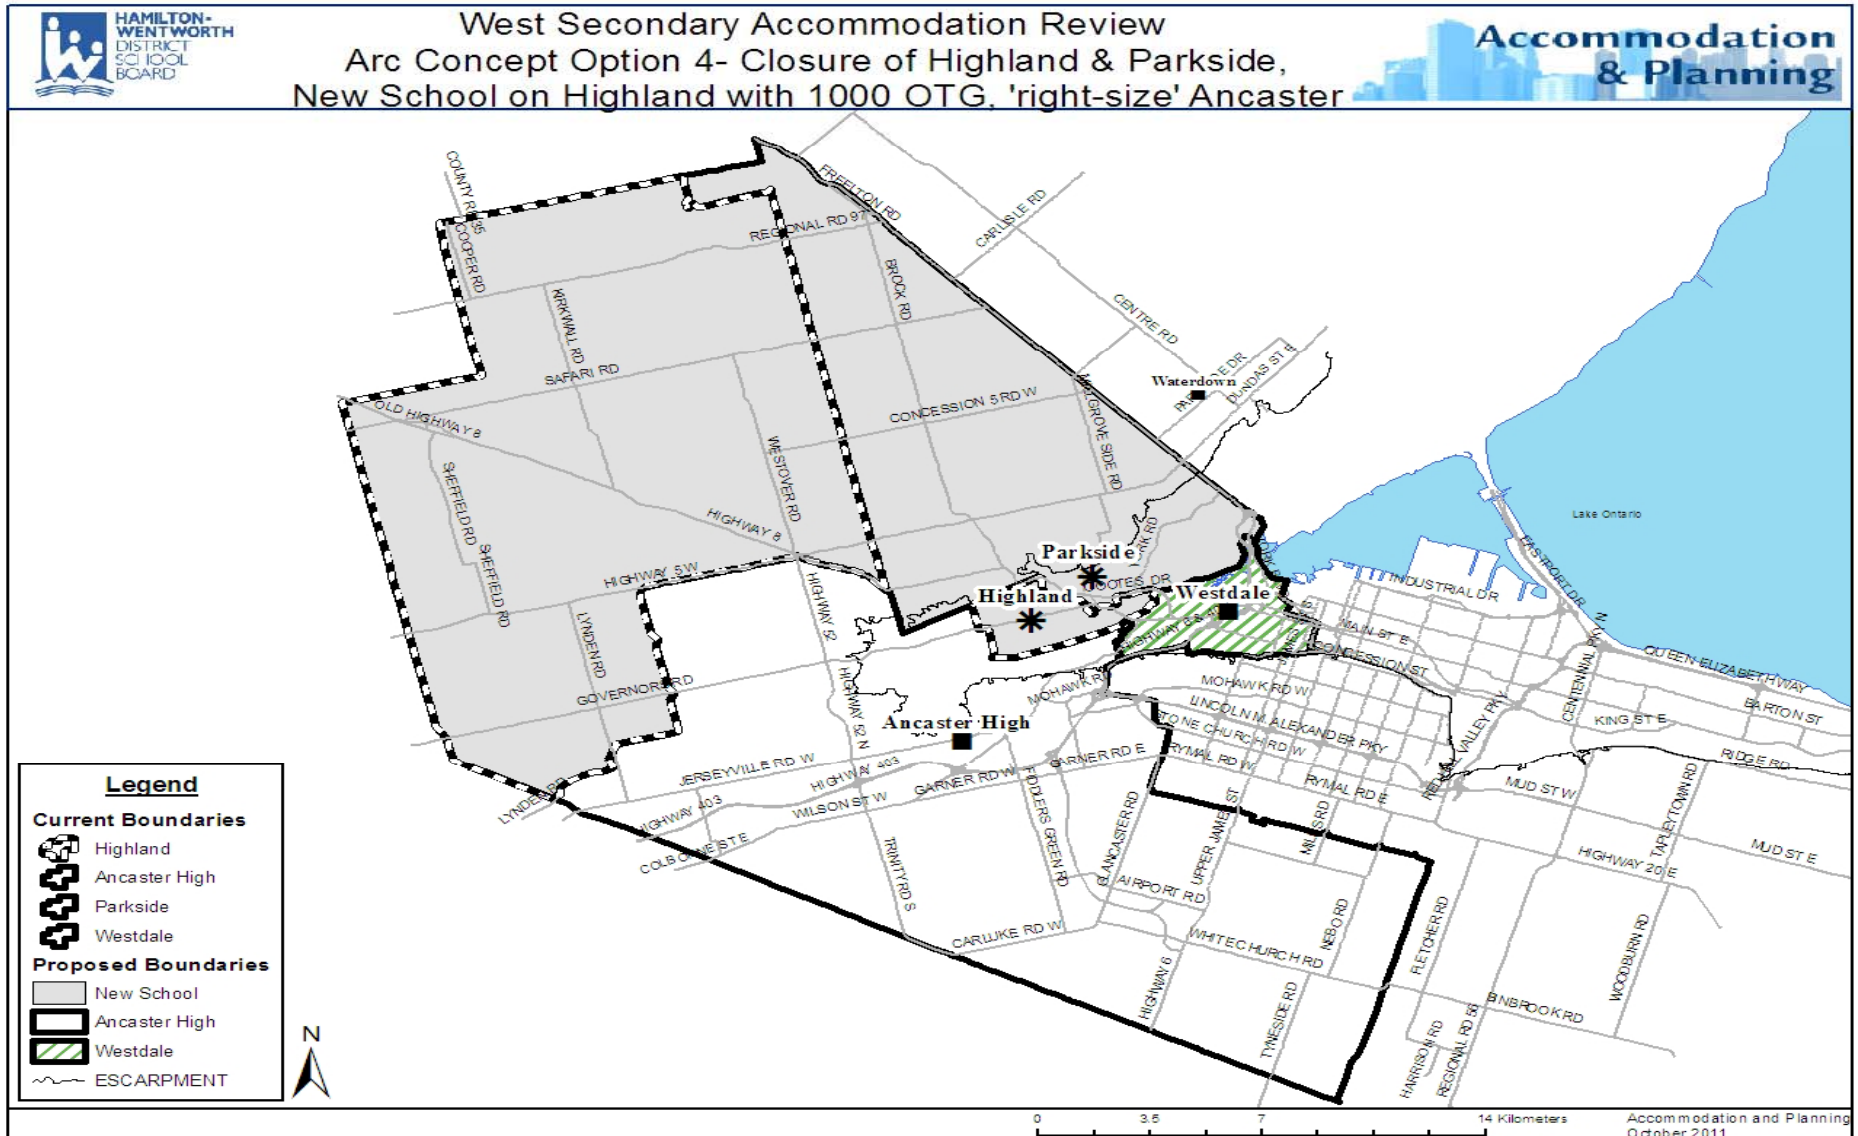 HAMILTON-
WENTWORTH
DISTRICT
SCHOOL
BOARD
West Secondary Accommodation Review
Arc Concept Option 4- Closure of Highland & Parkside,
New School on Highland with 1000 OTG, 'right-size' Ancaster
Accommodation
& Planning
COUNTY RD 35
COOPER RD
FREELTON RD
REGIONAL RD 97
CARLISLE RD
BROCK RD
KIRKWALL RD
CENTRE RD
SAFARI RD
DUNDAS ST E
Waterdown
OLD HIGHWAY 8
CONCESSION 5 RD W
MILLGROVE SIDE RD
WESTOVER RD
SHEFFIELD RD
HIGHWAY 8
Lake Ontario
EASTPORT DR
Parkside
SHEFFIELD RD
HIGHWAY 5 W
HIGHWAY 52
INDUSTRIAL DR
Highland
Westdale
LYNDEN RD
MAIN ST E
CONCESSION ST
QUEEN ELIZABETH WAY
CENTENNIAL PKY N
GOVERNORS RD
HIGHWAY 52 N
MOHAWK RD
MOHAWK RD W
BARTON ST
KING ST E
Ancaster High
LINCOLN M. ALEXANDER PKY
STONE CHURCH RD W
RYMAL RD W
RIDGE RD
JERSEYVILLE RD W
HIGHWAY 403
GARNER RD W
GARNER RD E
RYMAL RD E
RED HILL VALLEY PKY
MUD ST W
TAPLEYTOWN RD
LYNDEN RD
HIGHWAY 403
WILSON ST W
FIDDLERS GREEN RD
GLANCASTER RD
UPPER JAMES ST
MILES RD
COLBORNE ST E
TRINITY RD S
HIGHWAY 20 E
MUD ST E
AIRPORT RD
CARLUKE RD W
WHITE CHURCH RD
NEBO RD
FLETCHER RD
WOODBURN RD
HIGHWAY 6
TYNESIDE RD
BINBROOK RD
HARRISON RD
REGIONAL RD 56
Legend
Current Boundaries
Highland
Ancaster High
Parkside
Westdale
Proposed Boundaries
New School
Ancaster High
Westdale
ESCARPMENT
N
0 3.5 7 14 Kilometers
Accommodation and Planning
October 2011